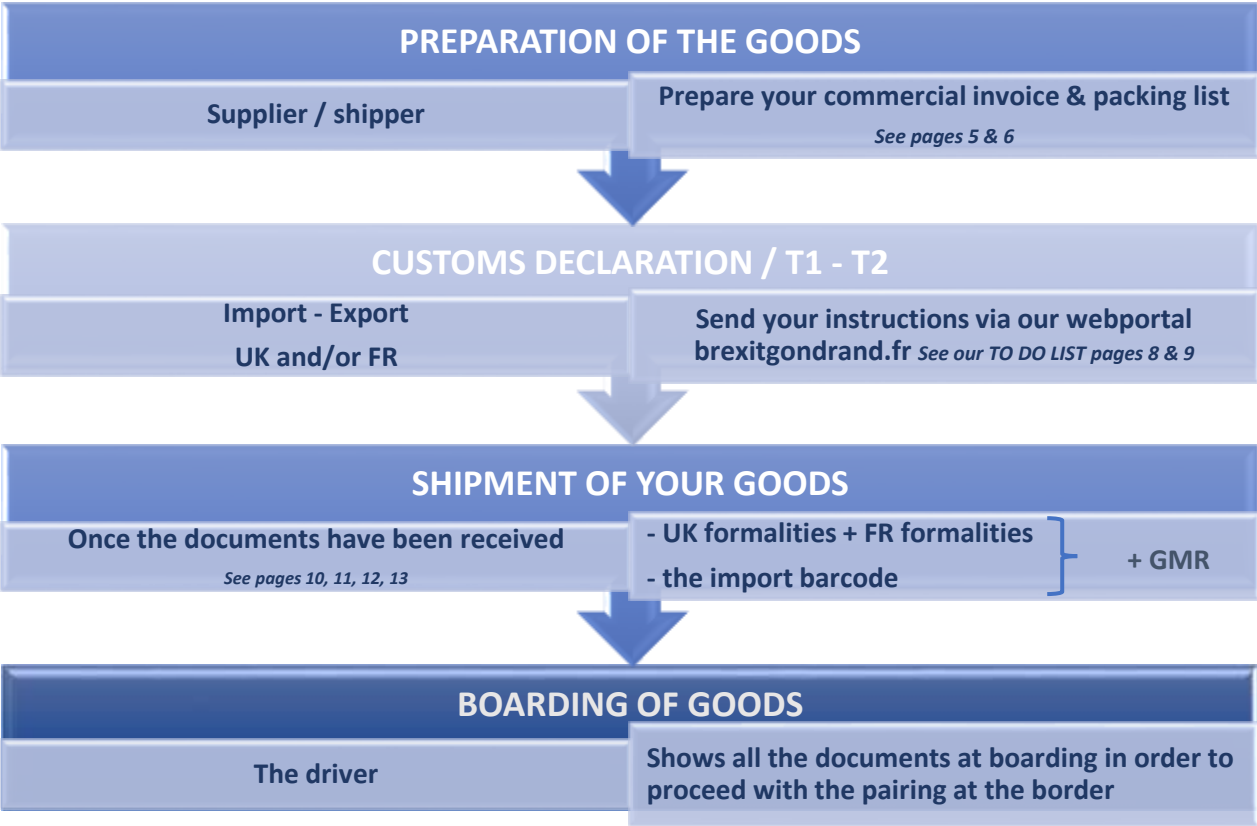 PREPARATION OF THE GOODS
Supplier / shipper
Prepare your commercial invoice & packing list
See pages 5 & 6
CUSTOMS DECLARATION / T1 - T2
Import - Export
UK and/or FR
Send your instructions via our webportal
brexitgondrand.fr See our TO DO LIST pages 8 & 9
SHIPMENT OF YOUR GOODS
Once the documents have been received
See pages 10, 11, 12, 13
- UK formalities + FR formalities
- the import barcode
+ GMR
BOARDING OF GOODS
The driver
Shows all the documents at boarding in order to
proceed with the pairing at the border